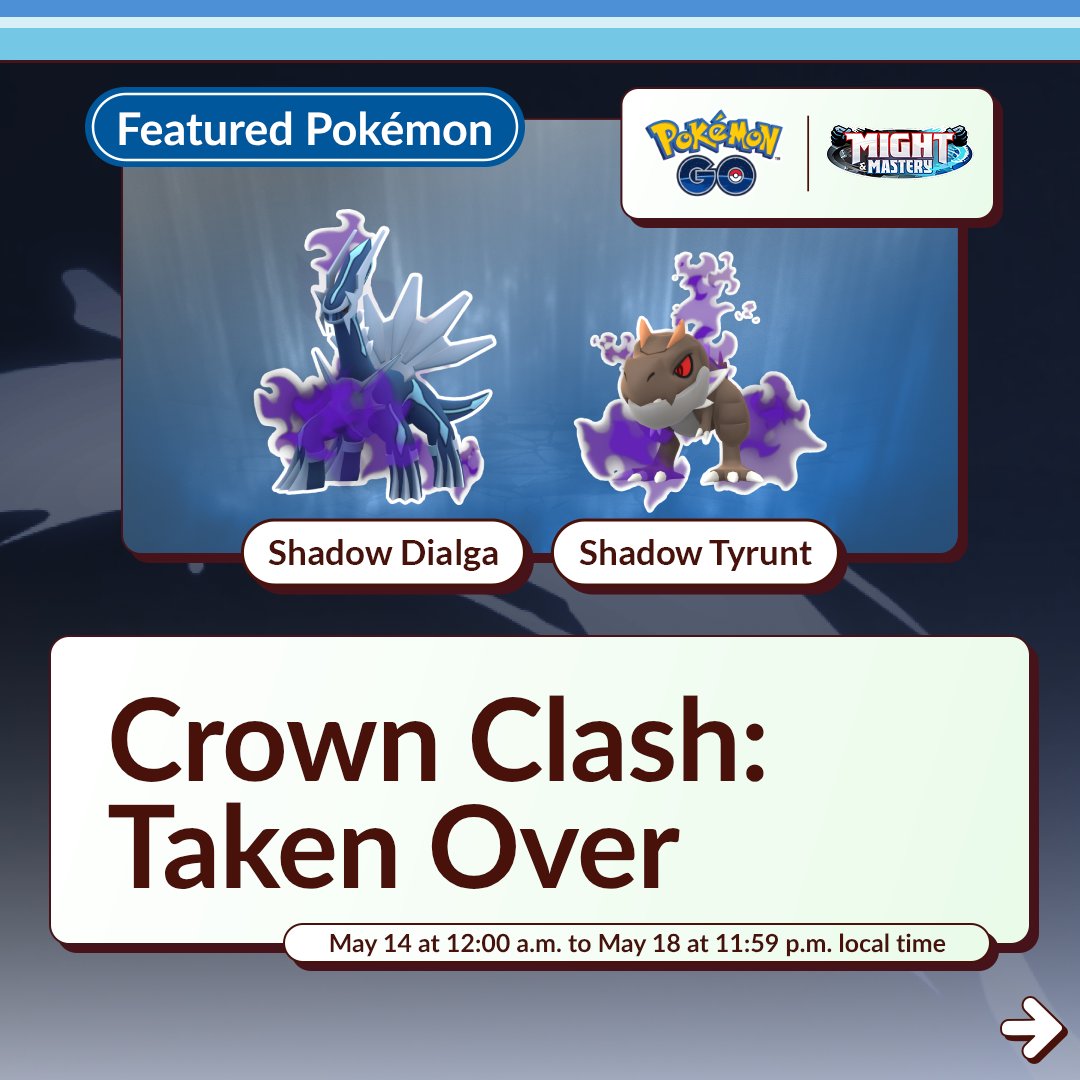 Featured Pokémon
POKéMON
GO
™
MIGHT
& MASTERY
Shadow Dialga
Shadow Tyrunt
Crown Clash:
Taken Over
May 14 at 12:00 a.m. to May 18 at 11:59 p.m. local time